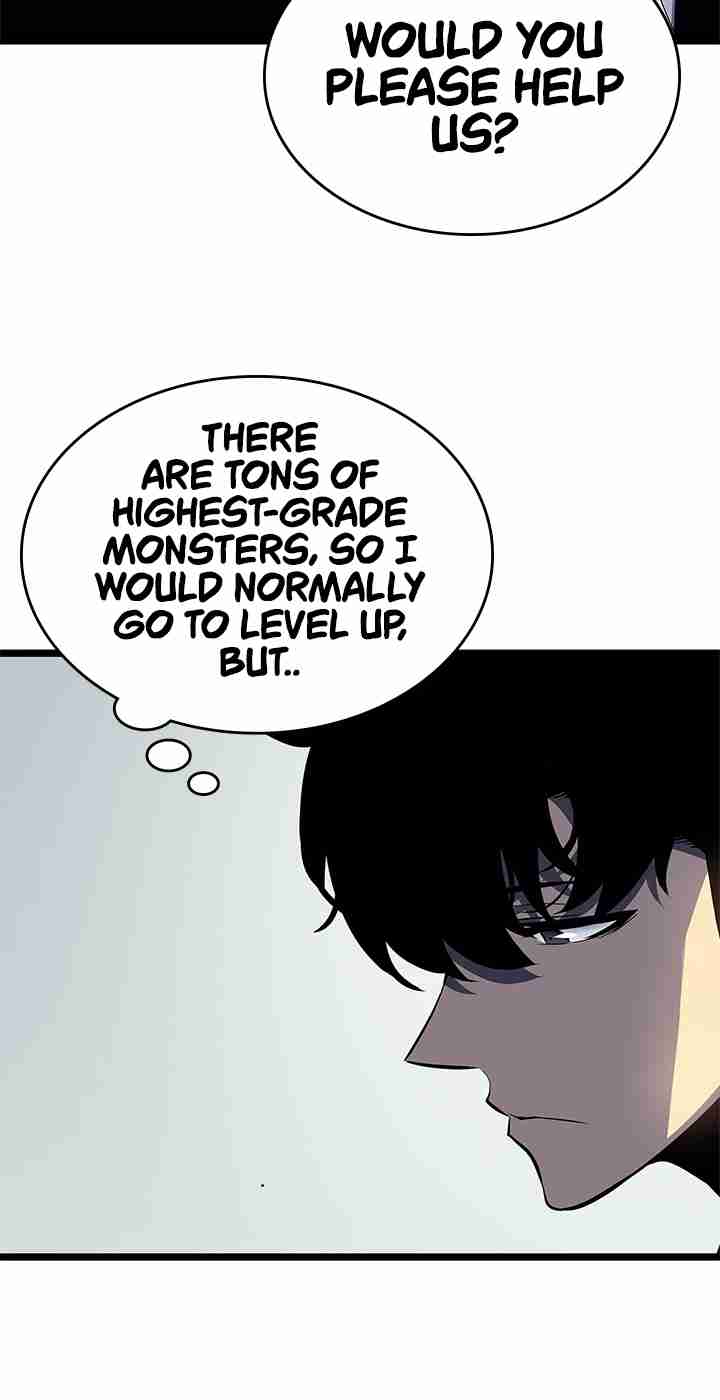 WOULD YOU
PLEASE HELP
US?
THERE
ARE TONS OF
HIGHEST-GRADE
MONSTERS, SO I
WOULD NORMALLY
GO TO LEVEL UP,
BUT..